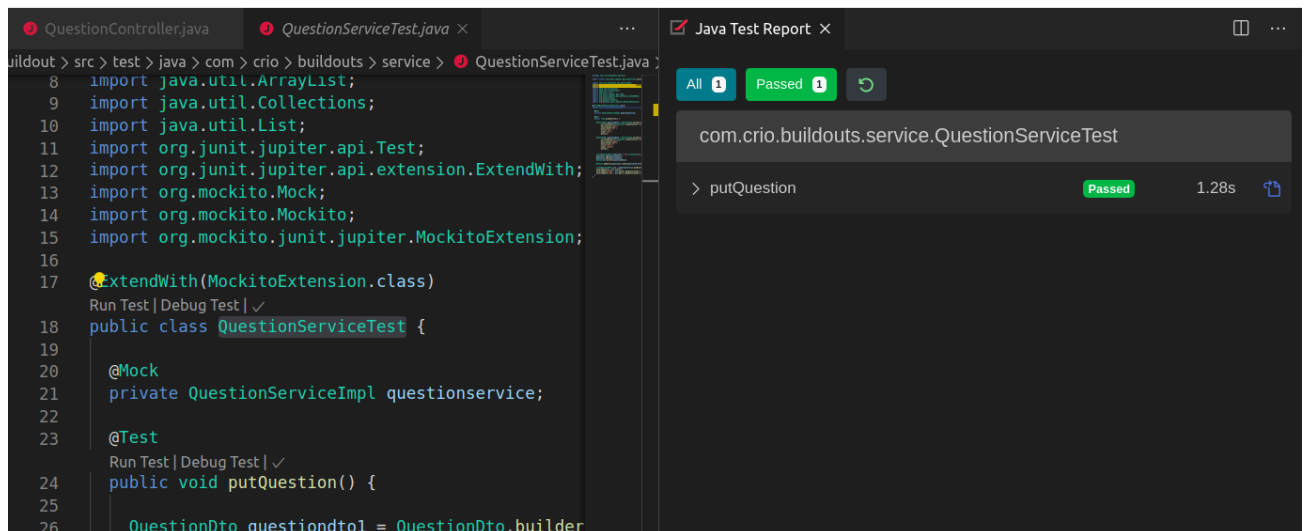 QuestionController.java
QuestionServiceTest.java
uildout > src > test > java > com > crio > buildouts > service > QuestionServiceTest.java
8 import java.util.ArrayList;
9 import java.util.Collections;
10 import java.util.List;
11 import org.junit.jupiter.api.Test;
12 import org.junit.jupiter.api.extension.ExtendWith;
13 import org.mockito.Mock;
14 import org.mockito.Mockito;
15 import org.mockito.junit.jupiter.MockitoExtension;
16
17 @ExtendWith(MockitoExtension.class)
Run Test | Debug Test | ✓
18 public class QuestionServiceTest {
19
20 @Mock
21 private QuestionServiceImpl questionservice;
22
23 @Test
Run Test | Debug Test | ✓
24 public void putQuestion() {
25
26 QuestionDto questiondto1 = QuestionDto.builder
Java Test Report
All 1 Passed 1
com.crio.buildouts.service.QuestionServiceTest
putQuestion Passed 1.28s